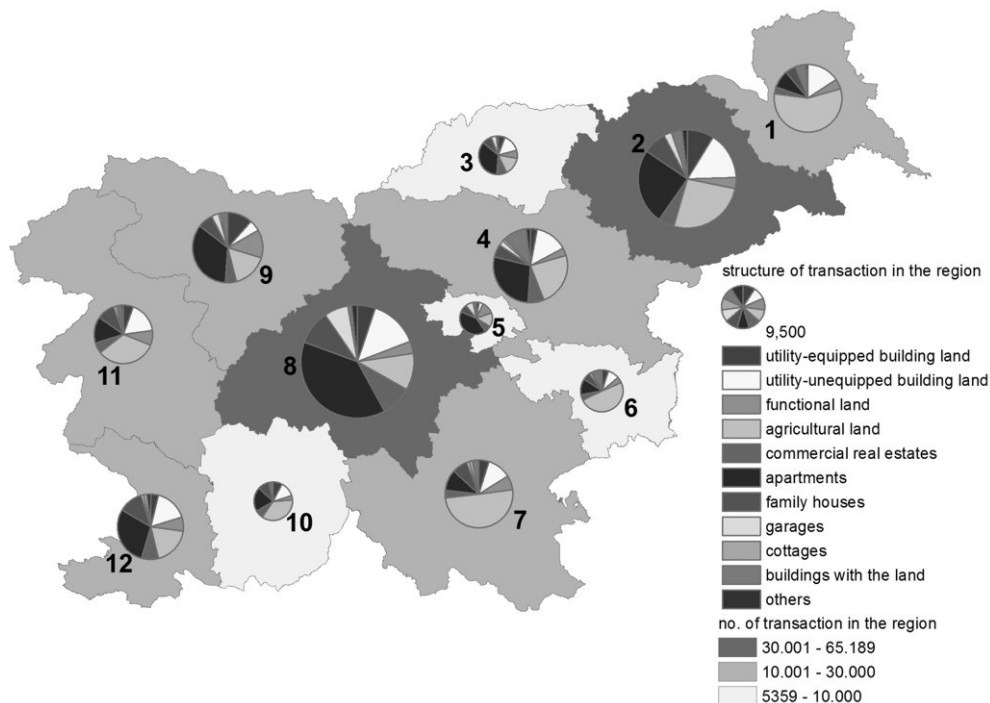 1
2
3
4
9
5
8
11
6
7
10
12
structure of transaction in the region
9,500
utility-equipped building land
utility-unequipped building land
functional land
agricultural land
commercial real estates
apartments
family houses
garages
cottages
buildings with the land
others
no. of transaction in the region
30.001 - 65.189
10.001 - 30.000
5359 - 10.000